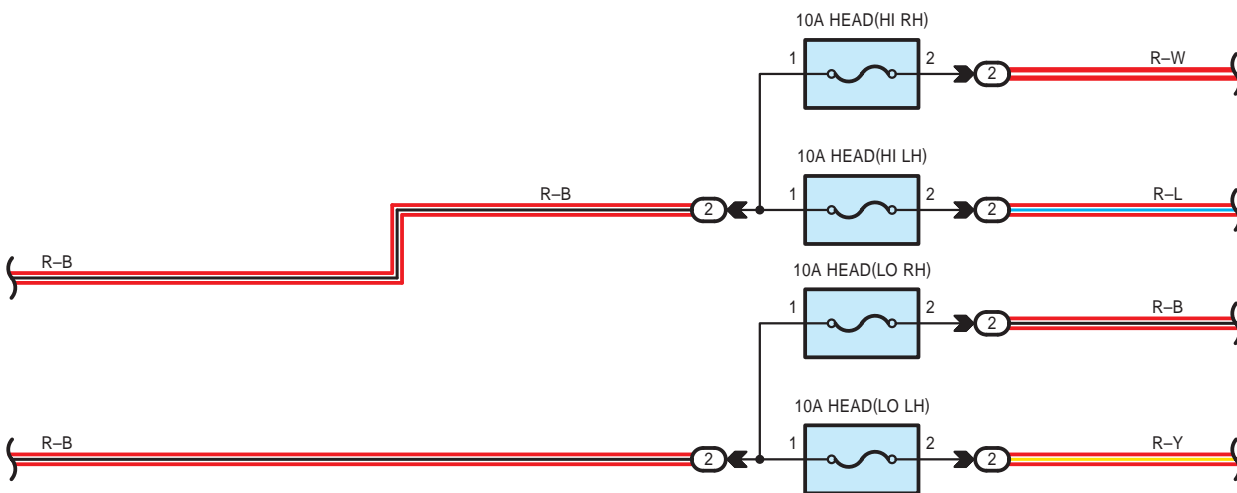 10A HEAD(HI RH)
1 2 2 R–W
10A HEAD(HI LH)
R–B 2 1 2 2 R–L
R–B
10A HEAD(LO RH)
1 2 2 R–B
10A HEAD(LO LH)
R–B 2 1 2 2 R–Y